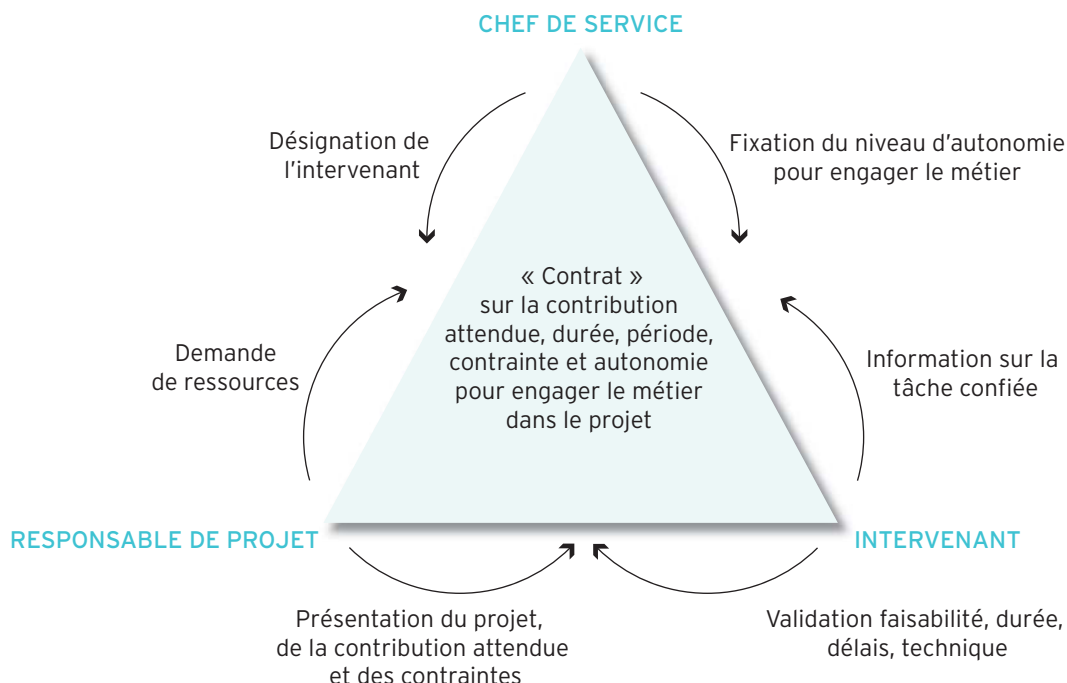 CHEF DE SERVICE
Désignation de
l'intervenant
Fixation du niveau d'autonomie
pour engager le métier
« Contrat »
sur la contribution
attendue, durée, période,
contrainte et autonomie
pour engager le métier
dans le projet
Demande
de ressources
Information sur la
tâche confiée
RESPONSABLE DE PROJET
INTERVENANT
Présentation du projet,
de la contribution attendue
et des contraintes
Validation faisabilité, durée,
délais, technique